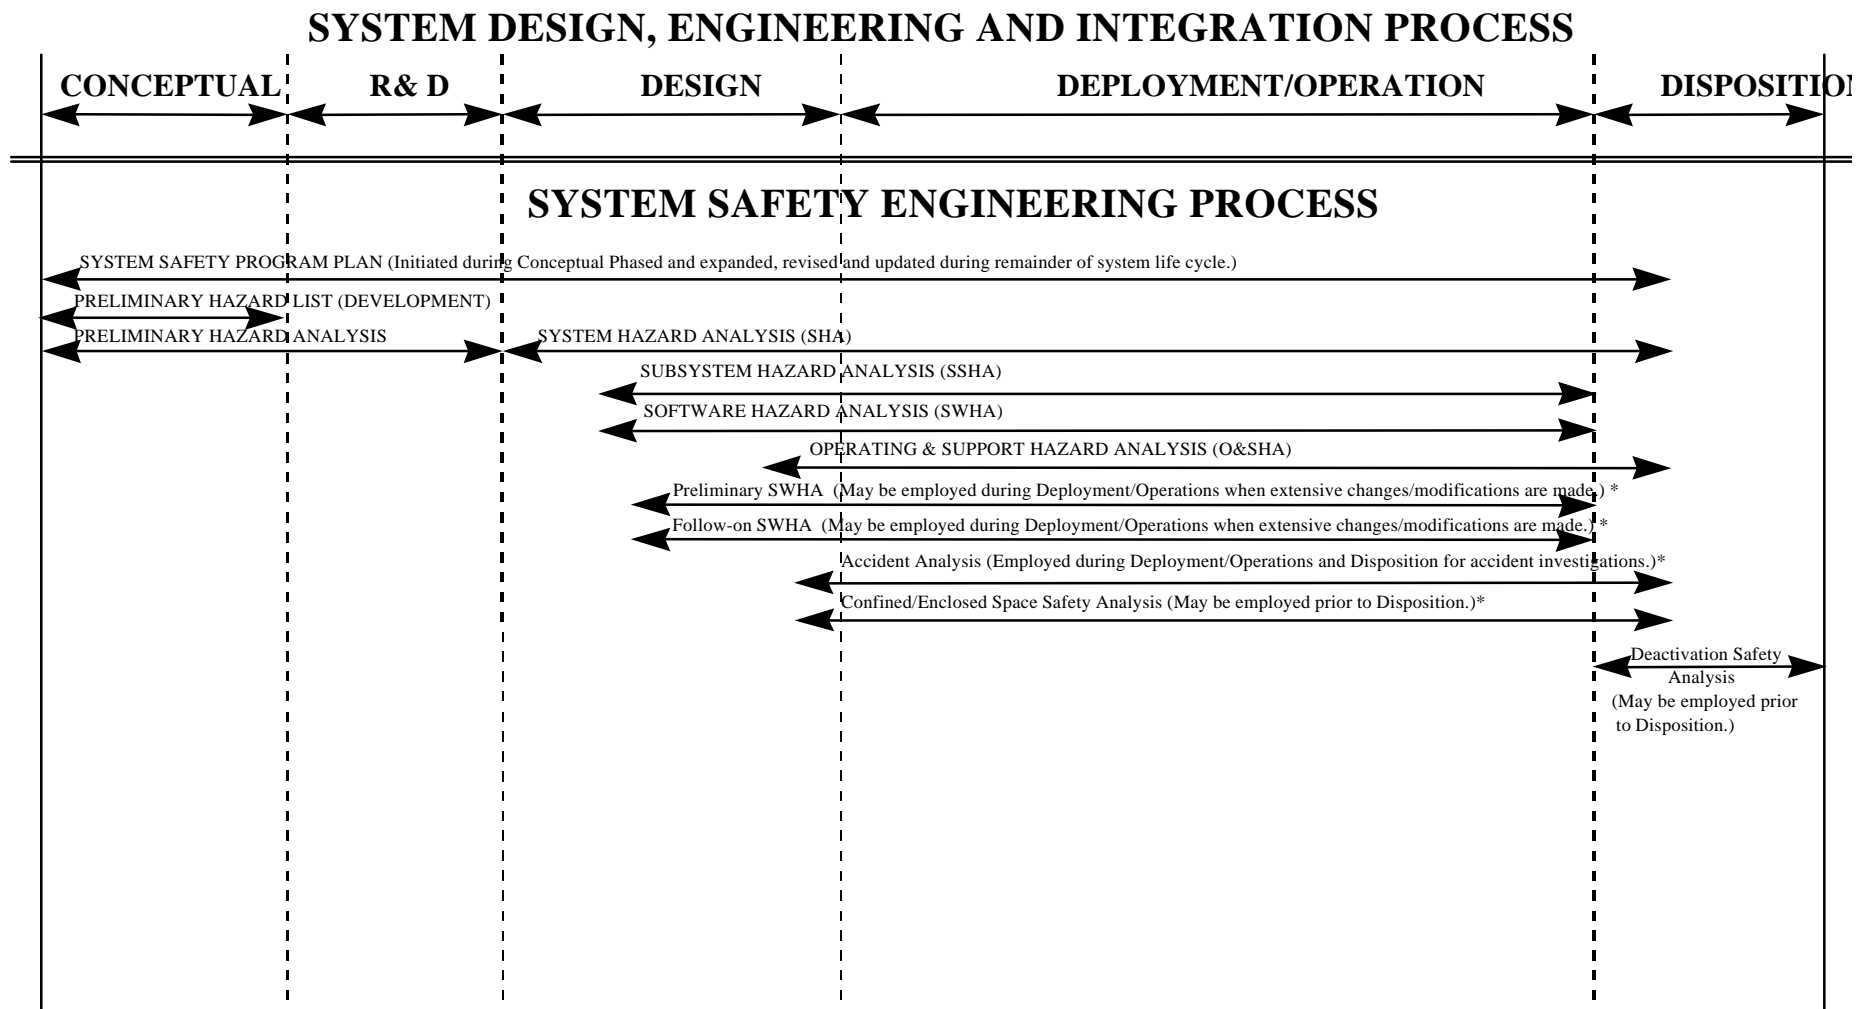 SYSTEM DESIGN, ENGINEERING AND INTEGRATION PROCESS
CONCEPTUAL R& D DESIGN DEPLOYMENT/OPERATION DISPOSITION
SYSTEM SAFETY ENGINEERING PROCESS
SYSTEM SAFETY PROGRAM PLAN (Initiated during Conceptual Phased and expanded, revised and updated during remainder of system life cycle.)
PRELIMINARY HAZARD LIST (DEVELOPMENT)
PRELIMINARY HAZARD ANALYSIS SYSTEM HAZARD ANALYSIS (SHA)
SUBSYSTEM HAZARD ANALYSIS (SSHA)
SOFTWARE HAZARD ANALYSIS (SWHA)
OPERATING & SUPPORT HAZARD ANALYSIS (O&SHA)
Preliminary SWHA (May be employed during Deployment/Operations when extensive changes/modifications are made.) *
Follow-on SWHA (May be employed during Deployment/Operations when extensive changes/modifications are made.) *
Accident Analysis (Employed during Deployment/Operations and Disposition for accident investigations.)*
Confined/Enclosed Space Safety Analysis (May be employed prior to Disposition.)*
Deactivation Safety
Analysis
(May be employed prior
to Disposition.)